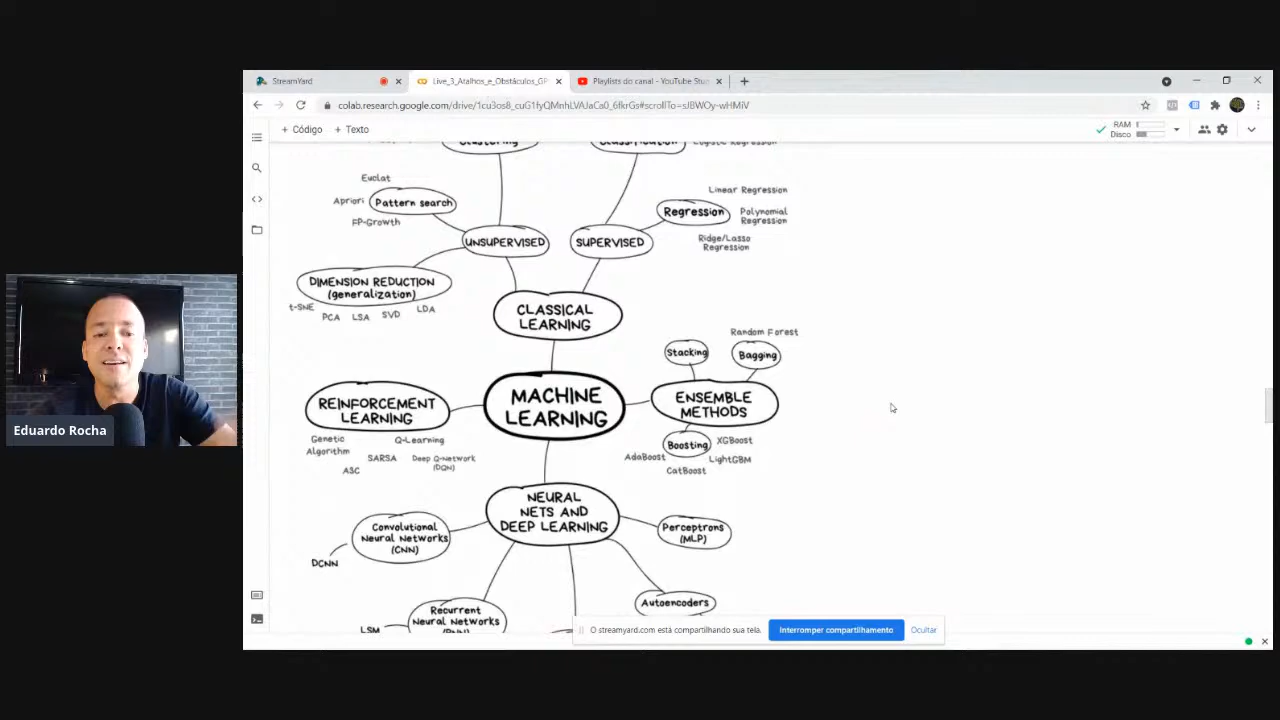 StreamYard
Live_3_Atalhos_e_Obstáculos_GP
Playlists do canal - YouTube Stu
colab.research.google.com/drive/1cu3os8_cuG1fyQMnhLVAJaCa0_6fkrGs#scrollTo=sJBWOy-wHMiV
+ Código + Texto
RAM
Disco
Clustering
Classification
Logistic Regression
Euclat
Apriori
Pattern search
FP-Growth
Linear Regression
Regression
Polynomial
Regression
Ridge/Lasso
Regression
UNSUPERVISED
SUPERVISED
DIMENSION REDUCTION
(generalization)
t-SNE
PCA
LSA
SVD
LDA
CLASSICAL
LEARNING
Random Forest
Stacking
Bagging
MACHINE
LEARNING
ENSEMBLE
METHODS
REINFORCEMENT
LEARNING
Genetic
Algorithm
Q-Learning
SARSA
Deep Q-Network
(DQN)
ASC
Boosting
XGBoost
AdaBoost
LightGBM
CatBoost
Eduardo Rocha
NEURAL
NETS AND
DEEP LEARNING
Convolutional
Neural Networks
(CNN)
DCNN
Perceptrons
(MLP)
Autoencoders
Recurrent
Neural Networks
(RNN)
LSM
O streamyard.com está compartilhando sua tela.
Interromper compartilhamento
Ocultar